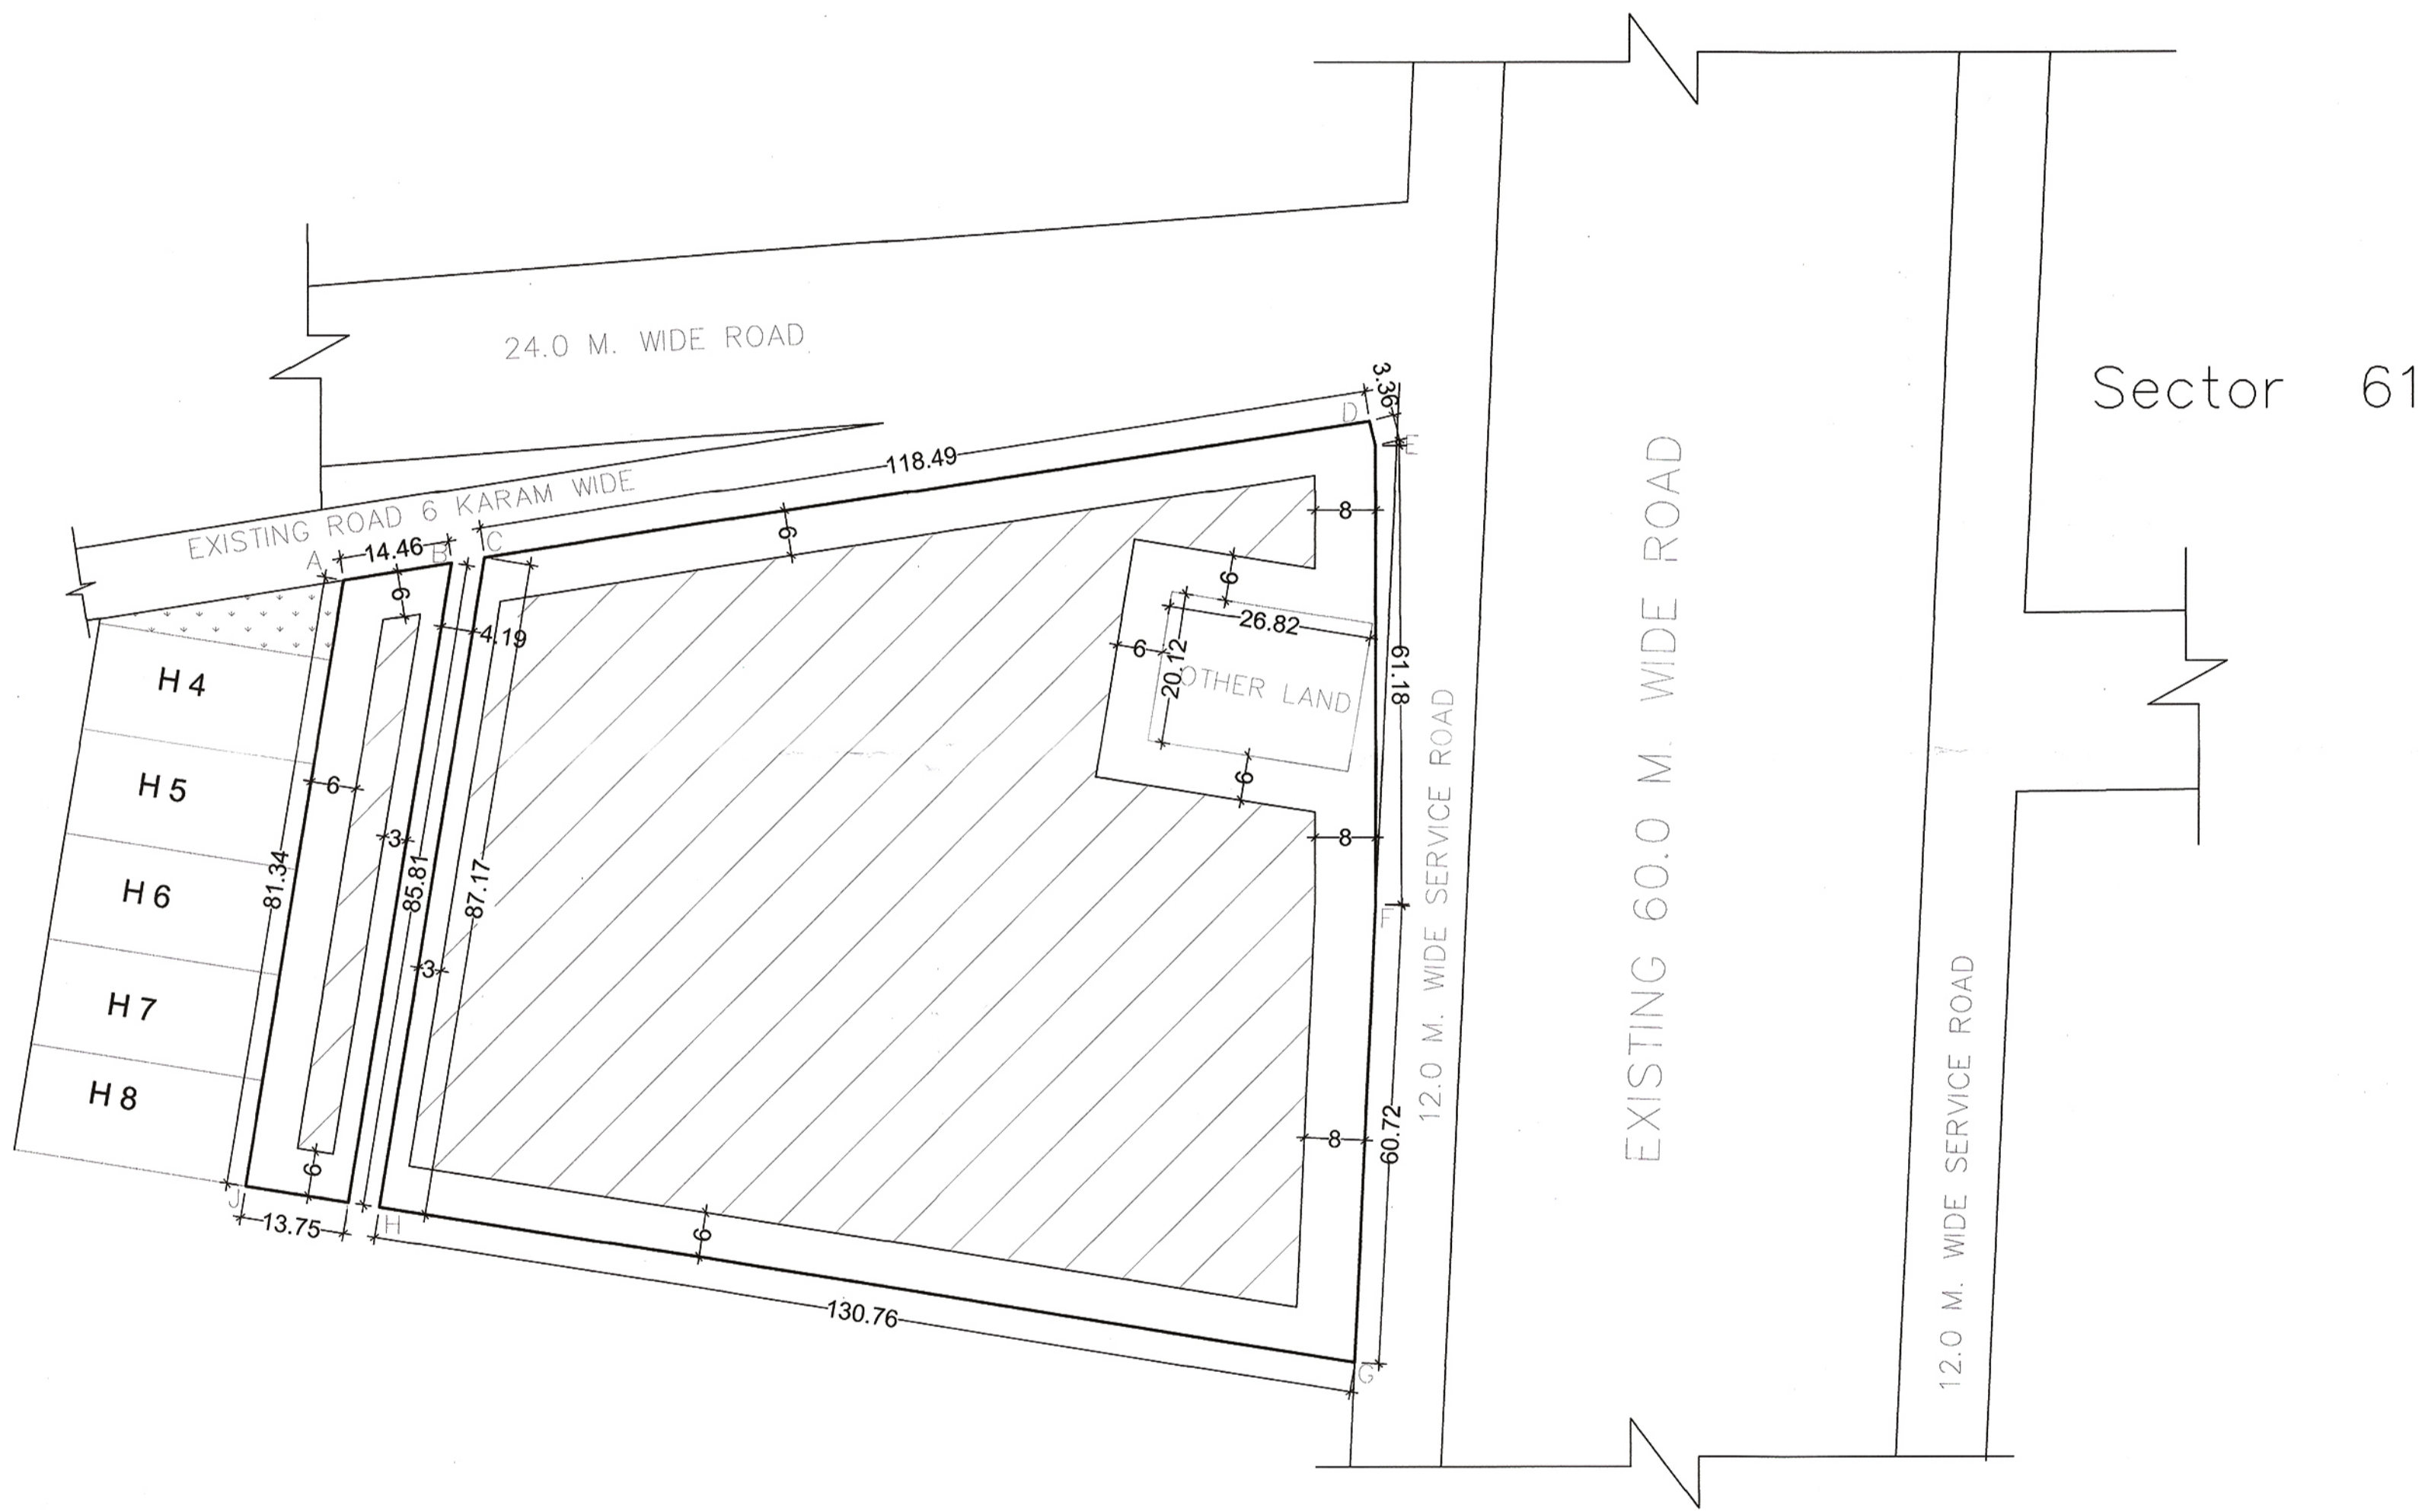 Sector 61
24.0 M. WIDE ROAD
3.36
D
E
118.49
EXISTING ROAD 6 KARAM WIDE
A
14.46
B
C
6
6
8
6
4.19
26.82
6
20.12
OTHER LAND
61.18
H 4
H 5
H 6
H 7
H 8
6
3
81.34
85.81
87.17
3
6
8
F
8
60.72
6
J
13.75
H
6
130.76
G
12.0 M. WIDE SERVICE ROAD
EXISTING 60.0 M. WIDE ROAD
12.0 M. WIDE SERVICE ROAD